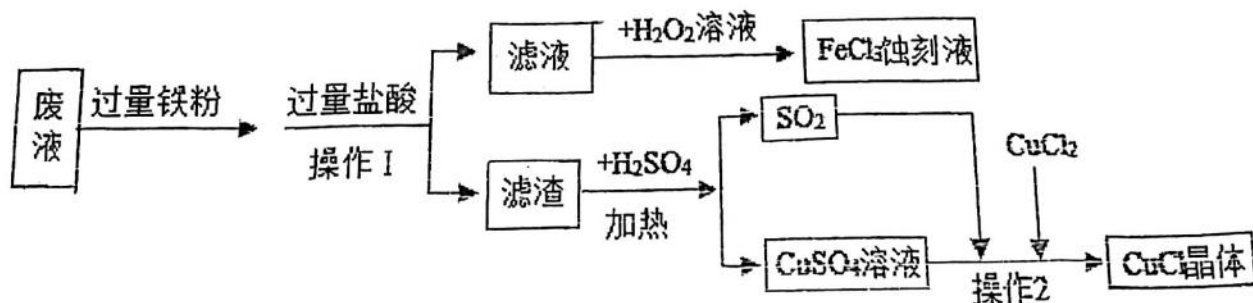 废液
过量铁粉
过量盐酸
操作 I
滤液
+H₂O₂溶液
FeCl₃蚀刻液
滤渣
+H₂SO₄
加热
SO₂
CuSO₄溶液
CuCl₂
操作2
CuCl晶体